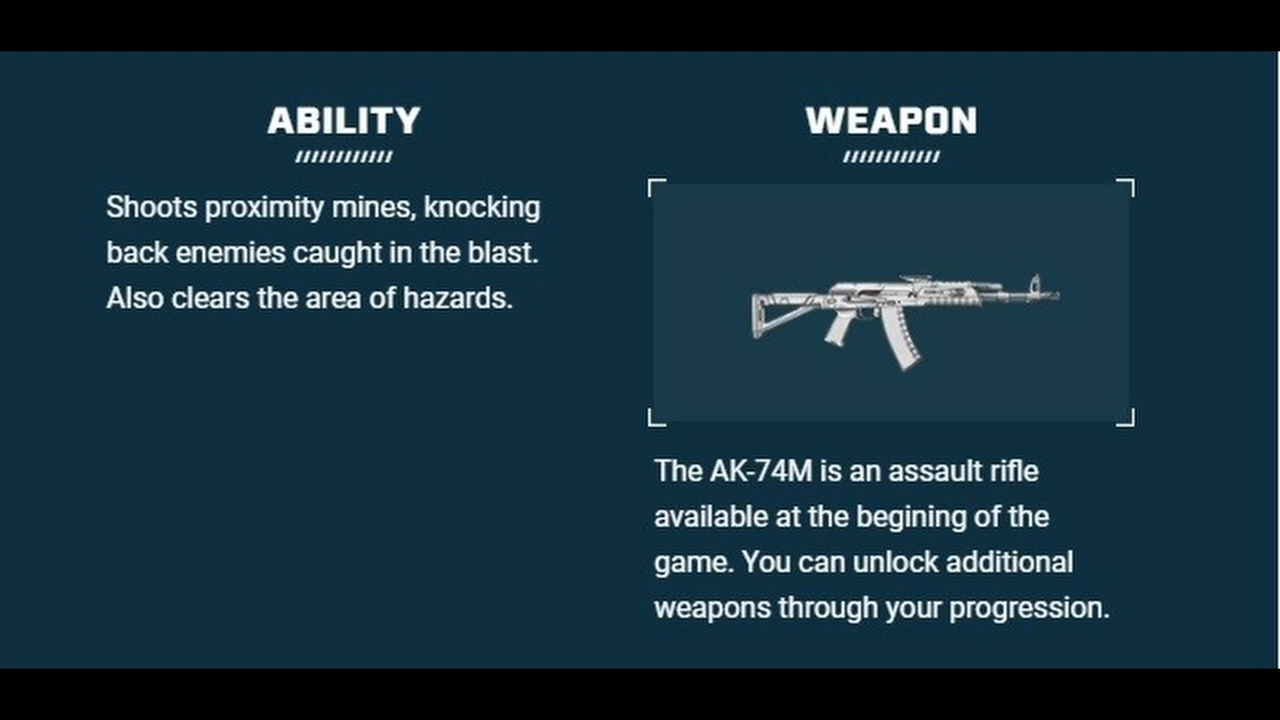 ABILITY
Shoots proximity mines, knocking
back enemies caught in the blast.
Also clears the area of hazards.
WEAPON
The AK-74M is an assault rifle
available at the begining of the
game. You can unlock additional
weapons through your progression.